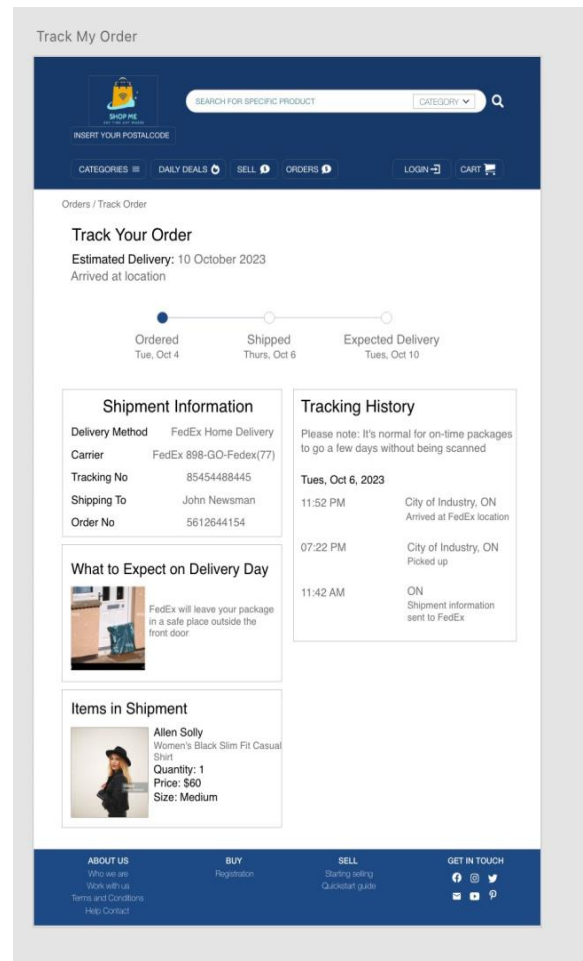 Track My Order
SHOP ME
SEARCH FOR SPECIFIC PRODUCT
CATEGORY
INSERT YOUR POSTALCODE
CATEGORIES
DAILY DEALS
SELL
ORDERS
LOGIN
CART
Orders / Track Order
Track Your Order
Estimated Delivery: 10 October 2023
Arrived at location
Ordered
Tue, Oct 4
Shipped
Thurs, Oct 6
Expected Delivery
Tues, Oct 10
Shipment Information
Delivery Method FedEx Home Delivery
Carrier FedEx 898-GO-Fedex(77)
Tracking No 85454488445
Shipping To John Newsman
Order No 5612644154
What to Expect on Delivery Day
FedEx will leave your package
in a safe place outside the
front door
Items in Shipment
Allen Solly
Women's Black Slim Fit Casual
Shirt
Quantity: 1
Price: $60
Size: Medium
Tracking History
Please note: It's normal for on-time packages
to go a few days without being scanned
Tues, Oct 6, 2023
11:52 PM City of Industry, ON
Arrived at FedEx location
07:22 PM City of Industry, ON
Picked up
11:42 AM ON
Shipment information
sent to FedEx
ABOUT US
Who we are
Work with us
Terms and Conditions
Help Contact
BUY
Registration
SELL
Starting selling
Quickstart guide
GET IN TOUCH